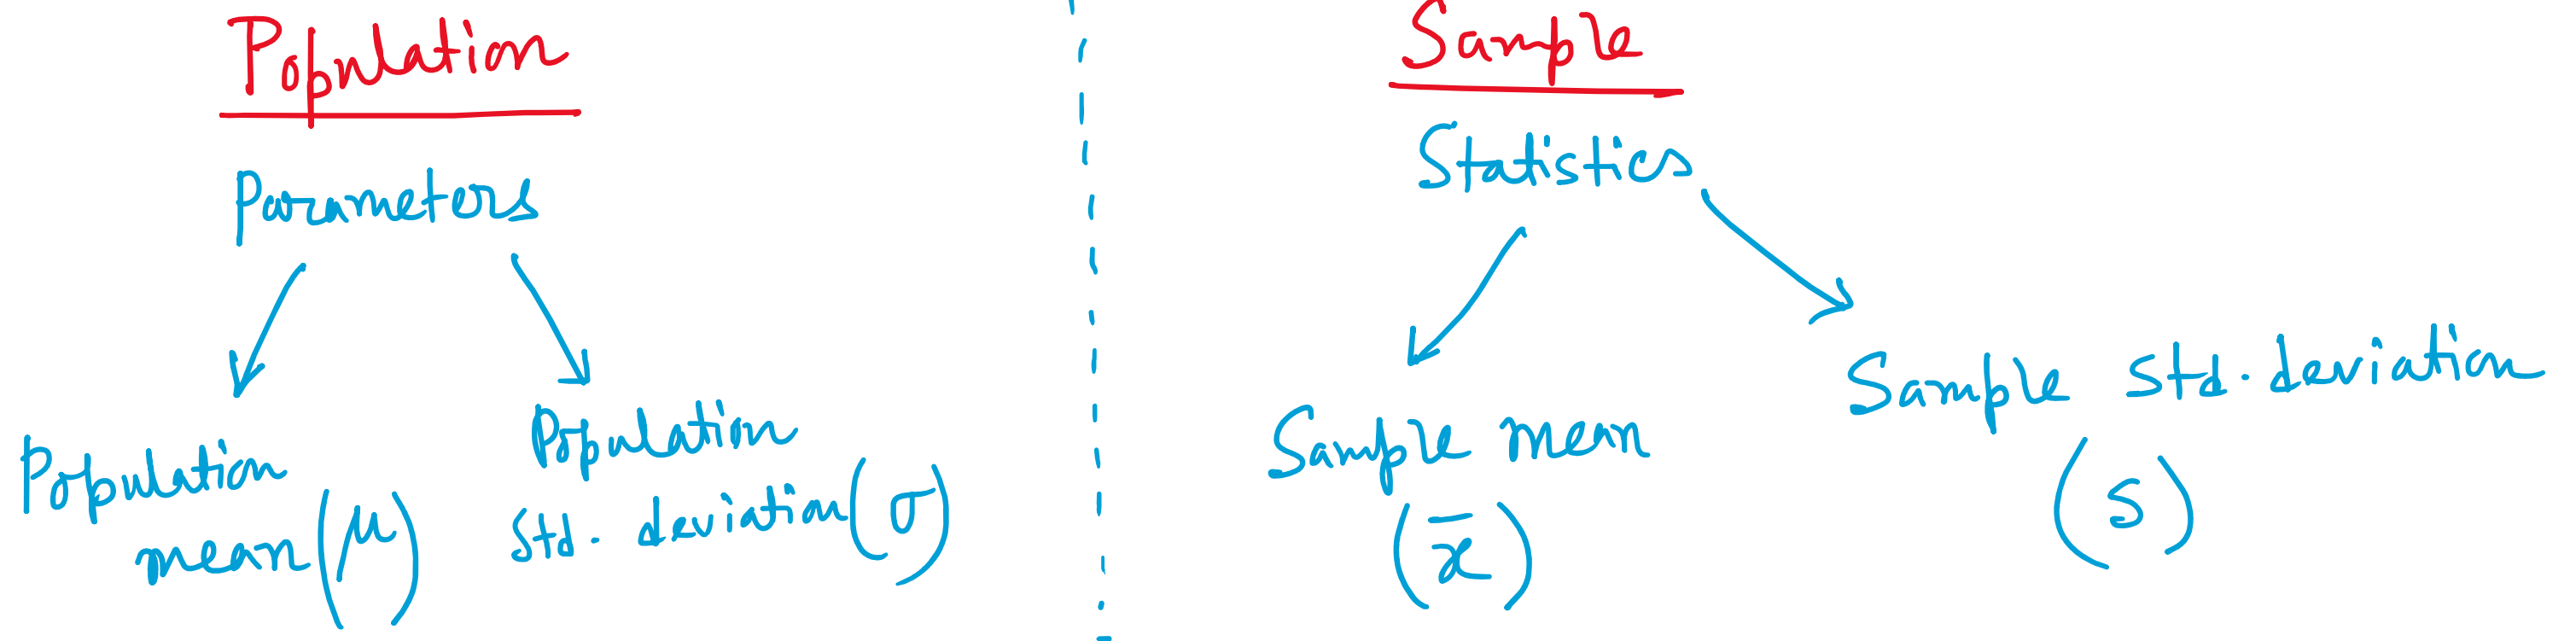 Population
Parameters
Population
mean (μ)
Population
std. deviation (σ)
Sample
Statistics
Sample mean
(x̄)
Sample std. deviation
(s)